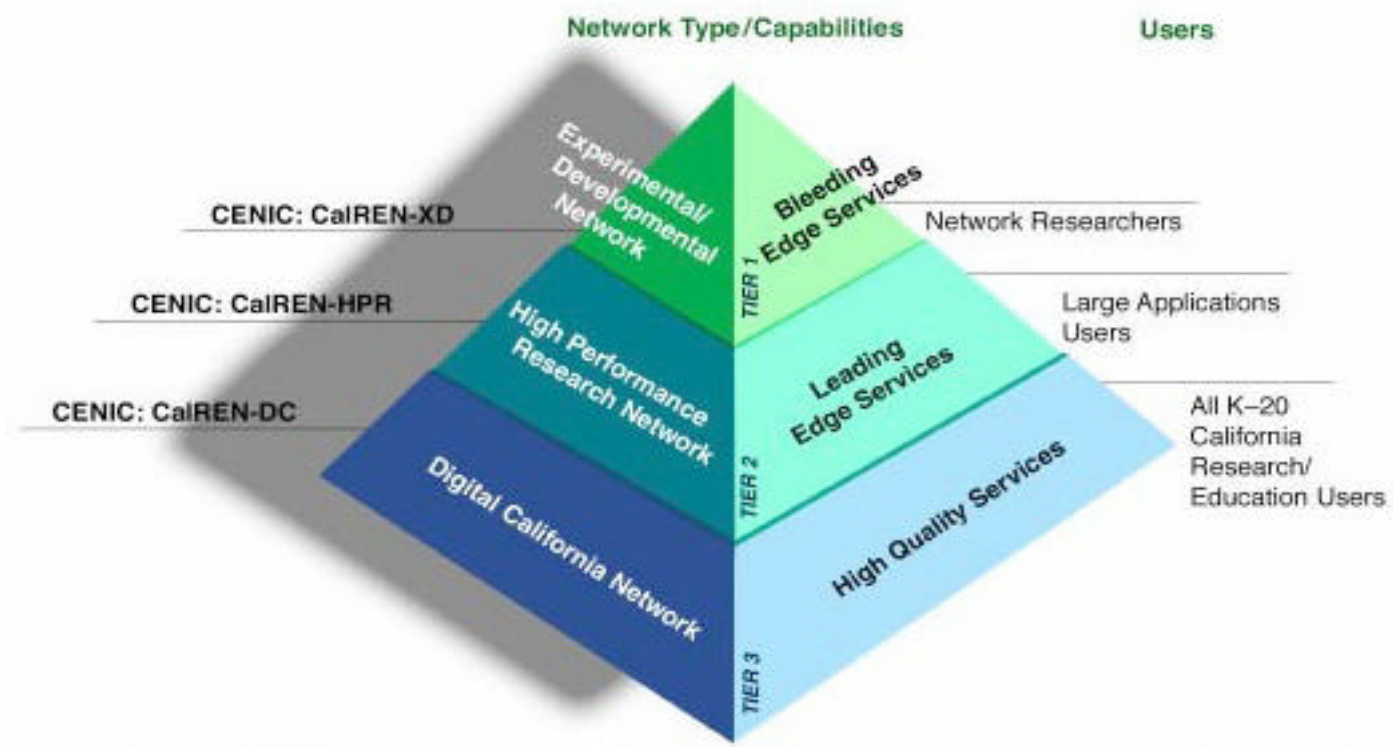 Network Type/Capabilities
Users
Experimental/
Developmental
Network
Bleeding
Edge Services
TIER 1
CENIC: CalREN-XD
Network Researchers
CENIC: CalREN-HPR
High Performance
Research Network
Leading
Edge Services
TIER 2
Large Applications
Users
CENIC: CalREN-DC
Digital California Network
High Quality Services
TIER 3
All K–20
California
Research/
Education Users